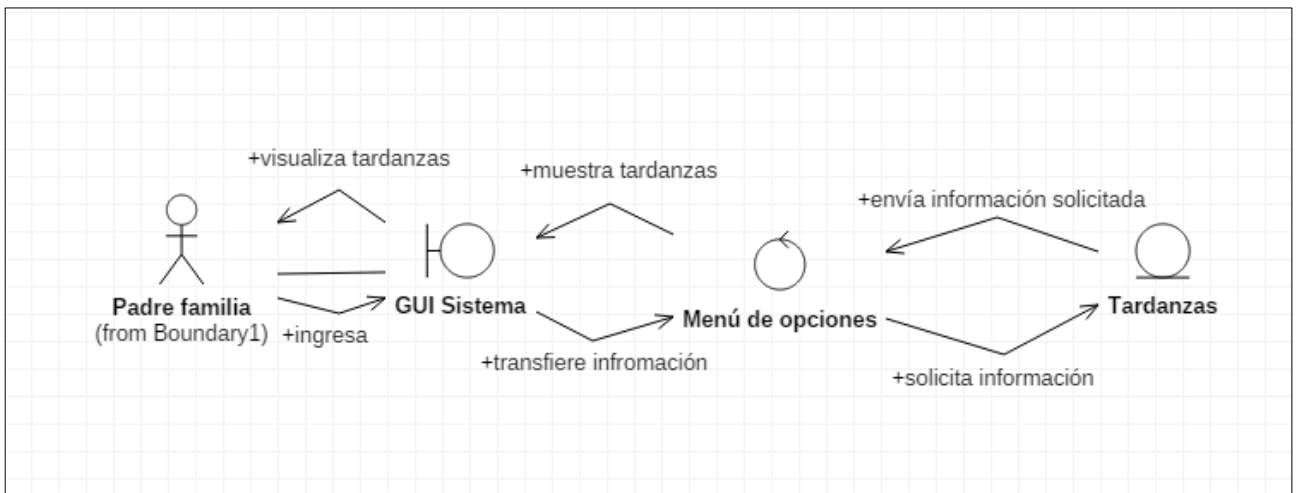 +visualiza tardanzas
+muestra tardanzas
+envía información solicitada
Padre familia
(from Boundary1)
+ingresa
GUI Sistema
+transfiere infromación
Menú de opciones
+solicita información
Tardanzas